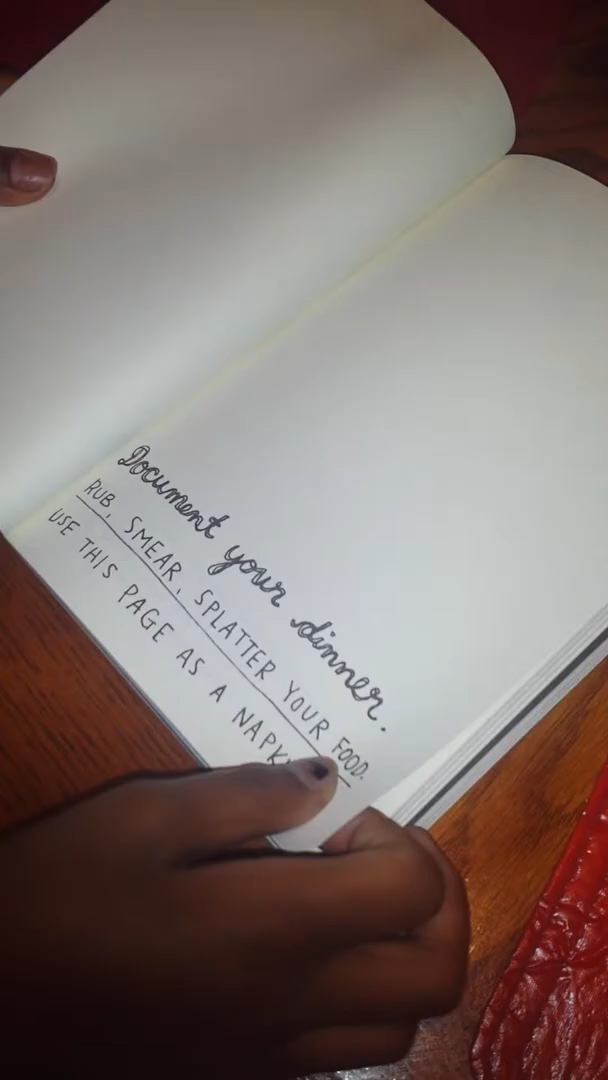 Document your dinner.
RUB, SMEAR, SPLATTER YOUR FOOD.
USE THIS PAGE AS A